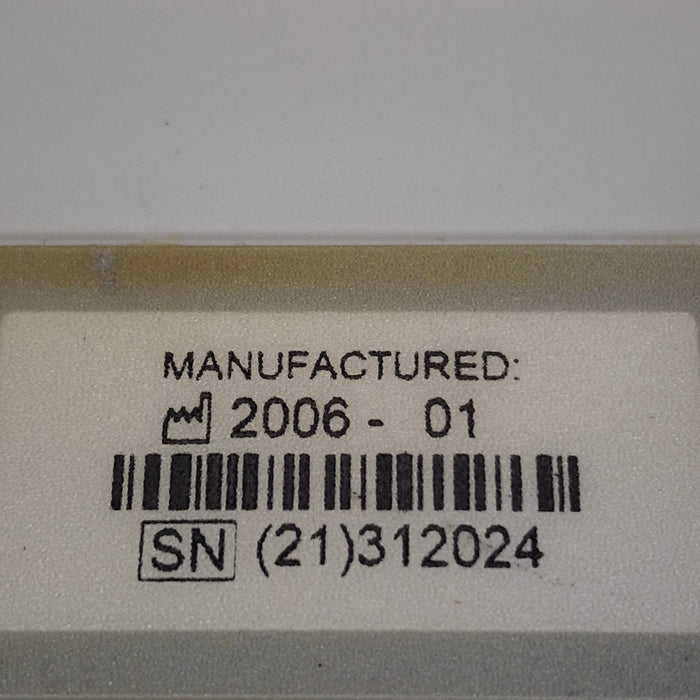 MANUFACTURED:
2006 - 01
SN (21)312024